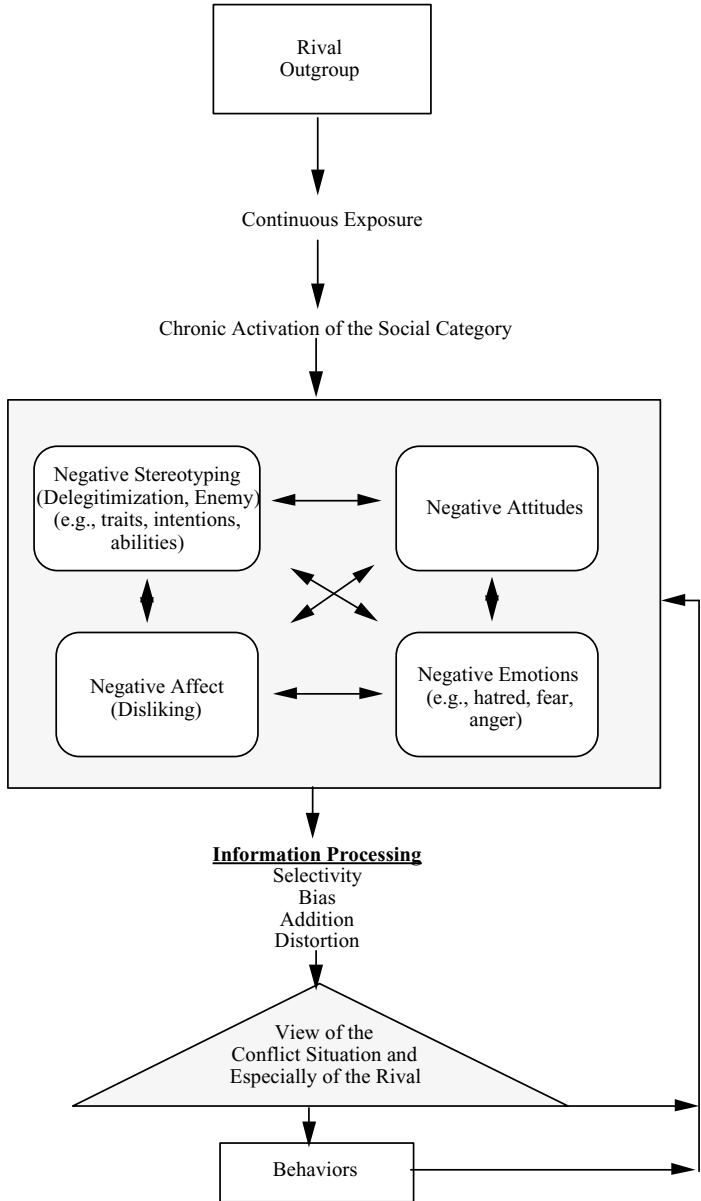 Rival
Outgroup
Continuous Exposure
Chronic Activation of the Social Category
Negative Stereotyping
(Delegitimization, Enemy)
(e.g., traits, intentions,
abilities)
Negative Attitudes
Negative Affect
(Disliking)
Negative Emotions
(e.g., hatred, fear,
anger)
Information Processing
Selectivity
Bias
Addition
Distortion
View of the
Conflict Situation and
Especially of the Rival
Behaviors